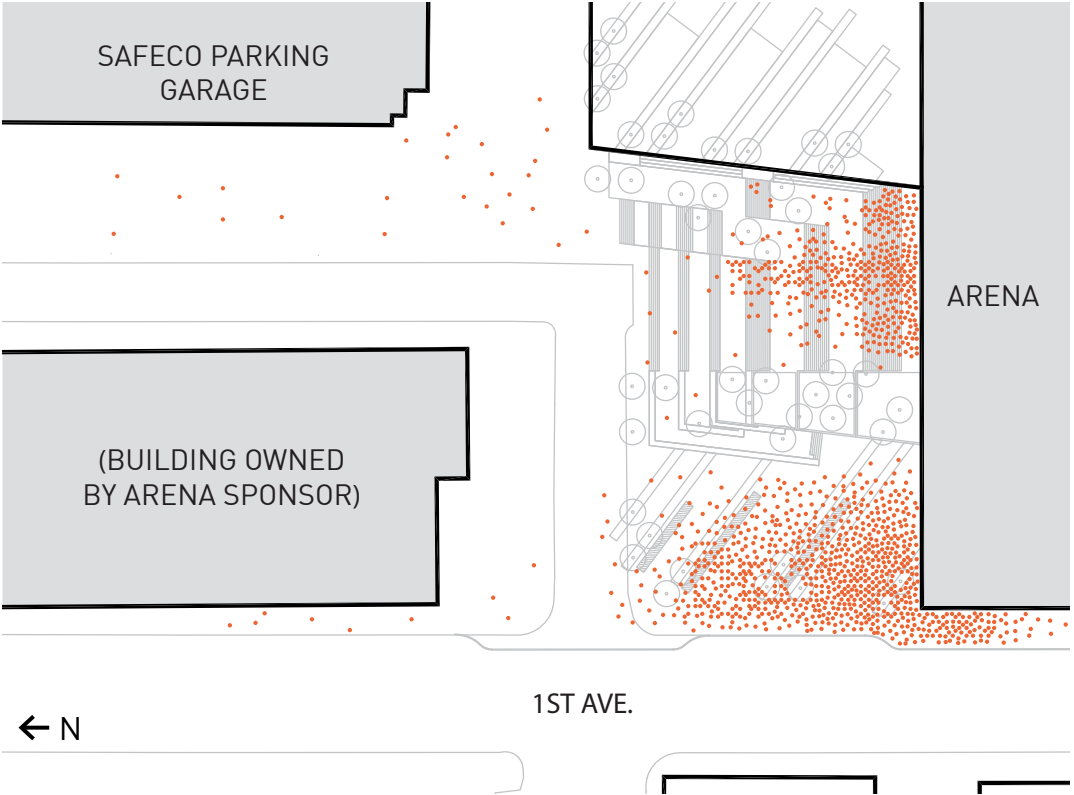 SAFECO PARKING
GARAGE
ARENA
(BUILDING OWNED
BY ARENA SPONSOR)
1ST AVE.
← N